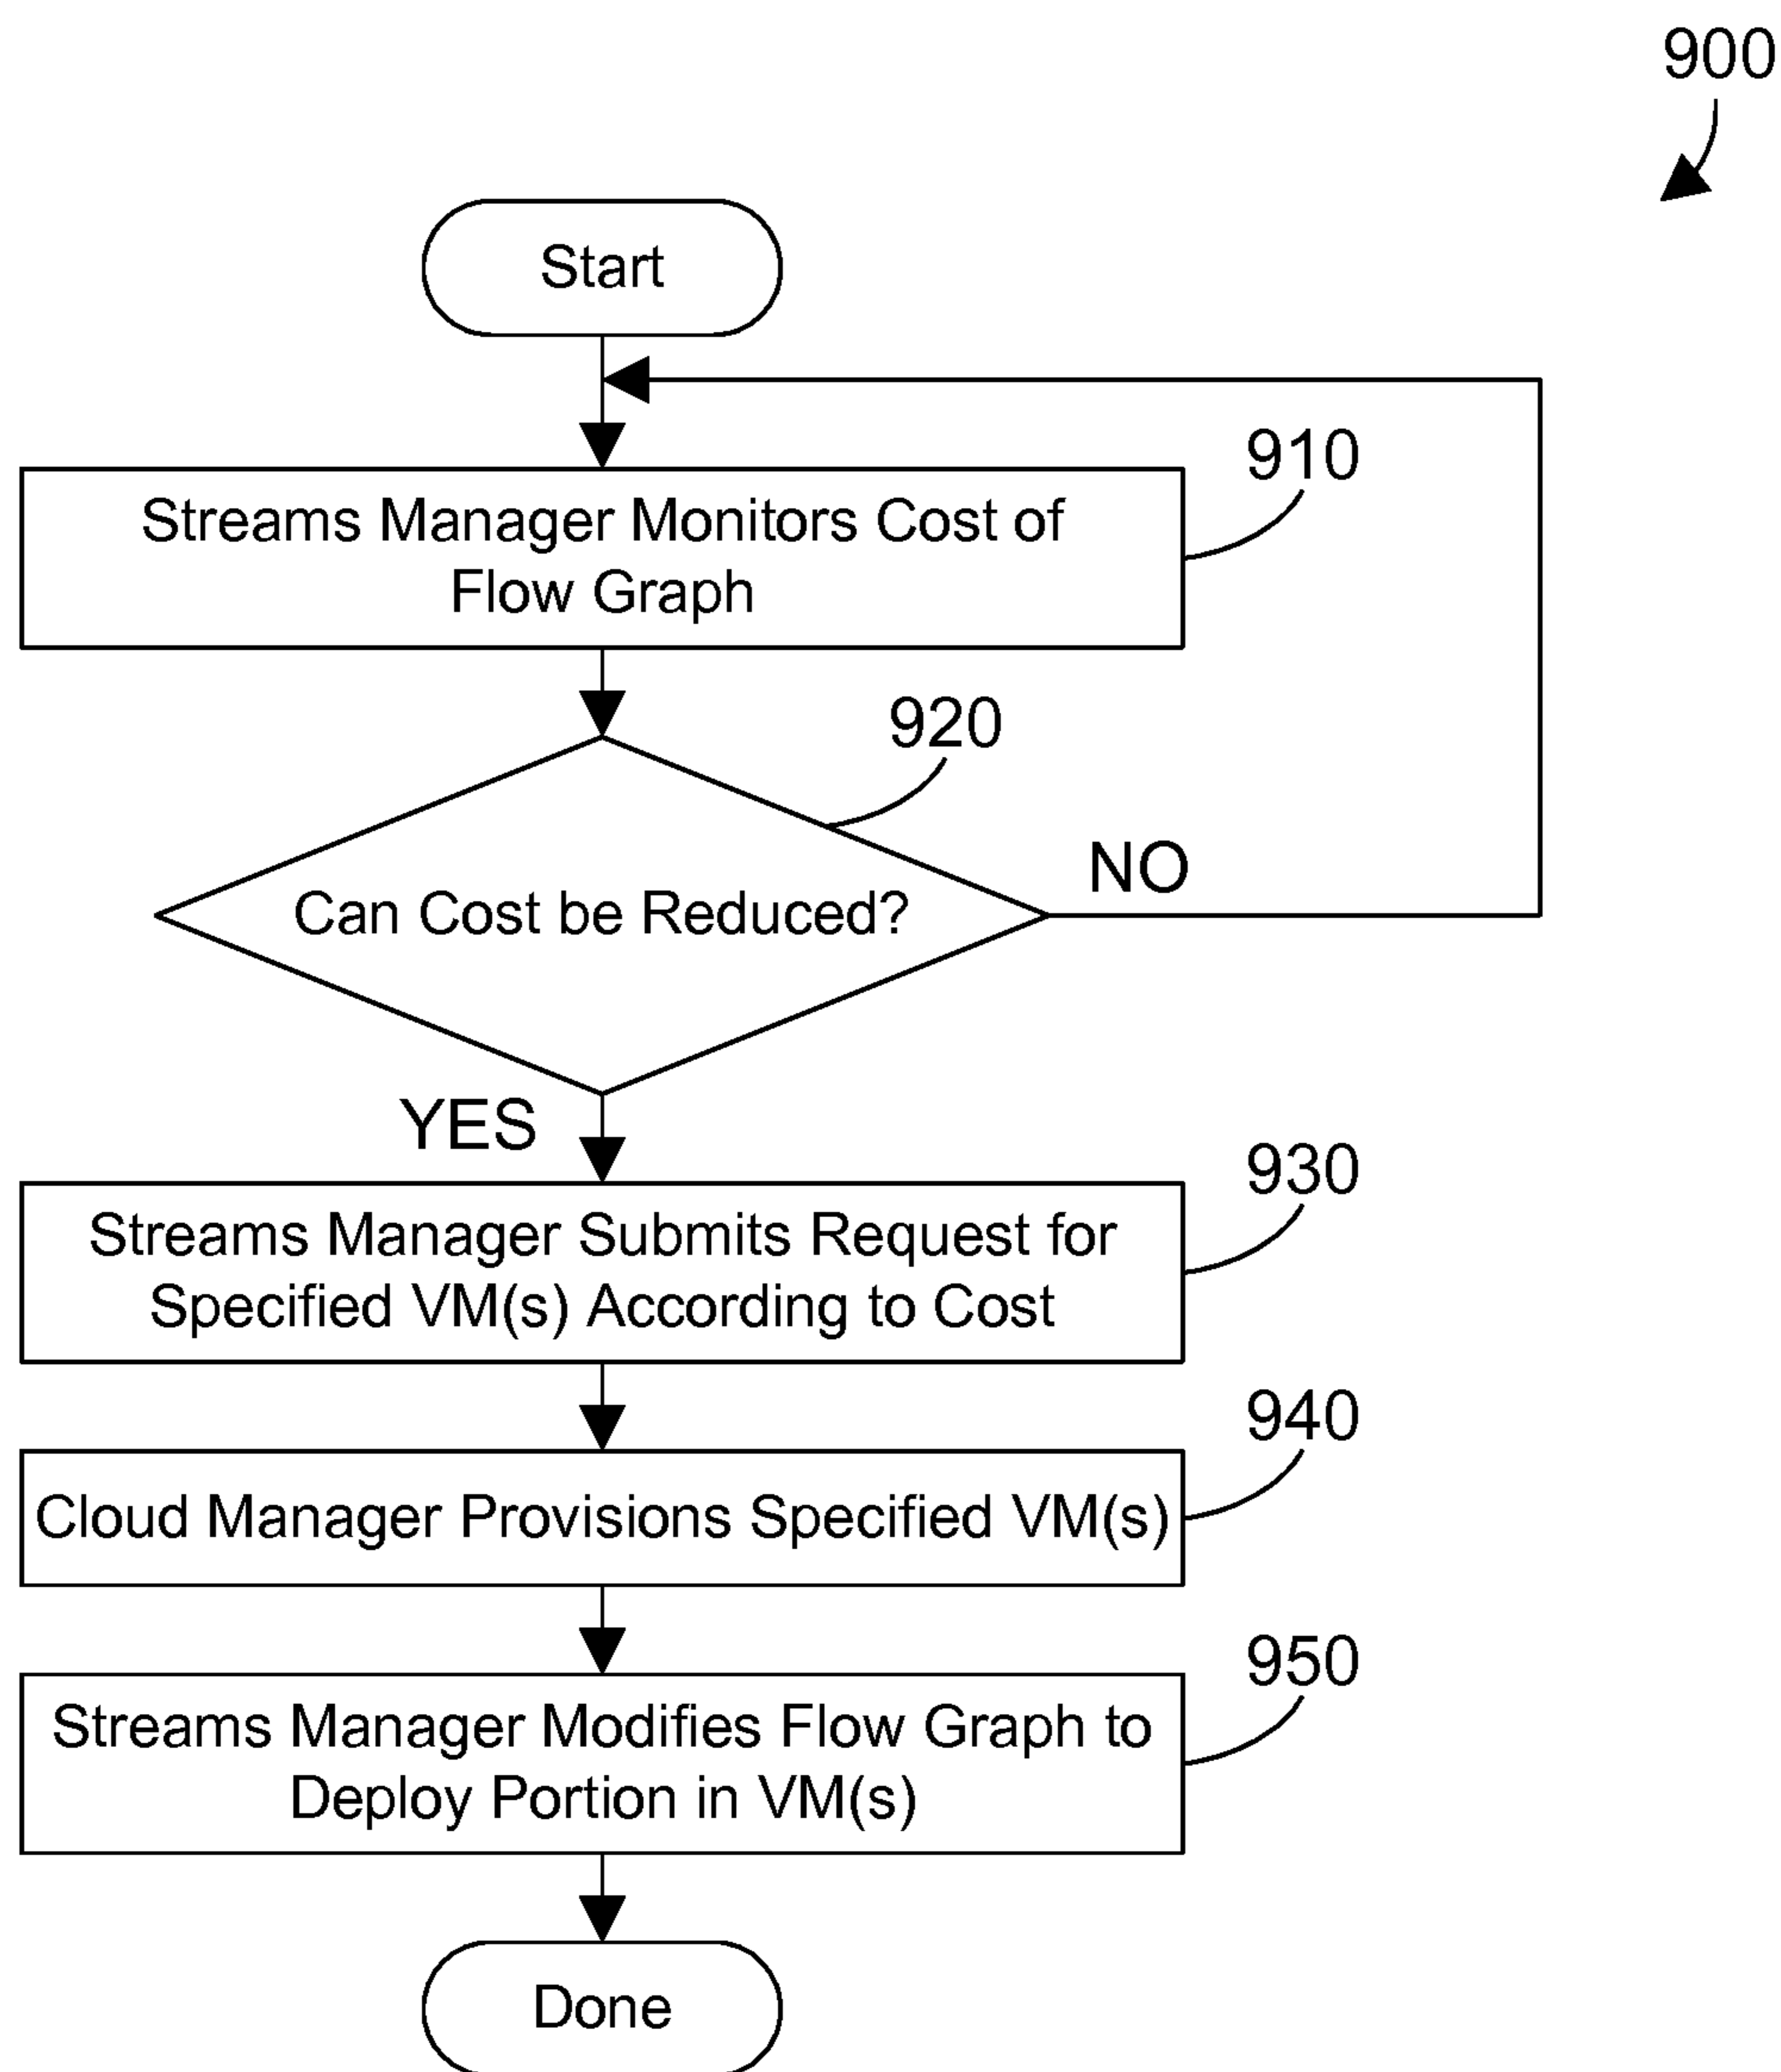 900
Start
910
Streams Manager Monitors Cost of
Flow Graph
920
Can Cost be Reduced?
NO
YES
930
Streams Manager Submits Request for
Specified VM(s) According to Cost
940
Cloud Manager Provisions Specified VM(s)
950
Streams Manager Modifies Flow Graph to
Deploy Portion in VM(s)
Done